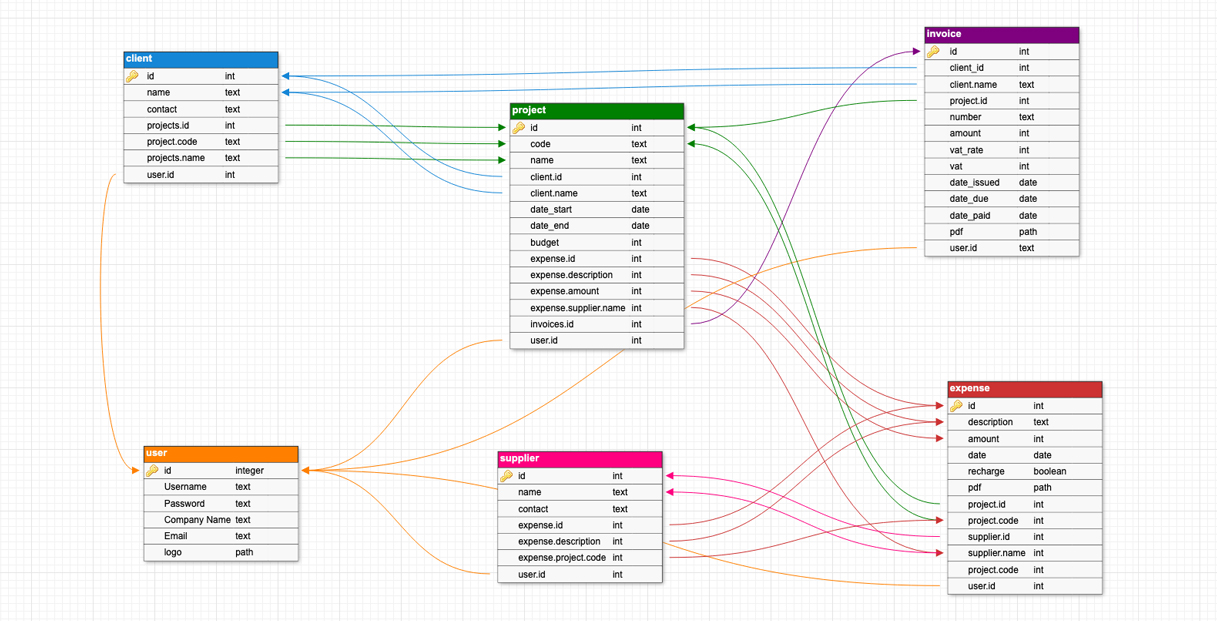 client
id int
name text
contact text
projects.id int
project.code text
projects.name text
user.id int
project
id int
code text
name text
client.id int
client.name text
date_start date
date_end date
budget int
expense.id int
expense.description int
expense.amount int
expense.supplier.name int
invoices.id int
user.id int
invoice
id int
client_id int
client.name text
project.id int
number text
amount int
vat_rate int
vat int
date_issued date
date_due date
date_paid date
pdf path
user.id text
user
id integer
Username text
Password text
Company Name text
Email text
logo path
supplier
id int
name text
contact text
expense.id int
expense.description int
expense.project.code int
user.id int
expense
id int
description text
amount int
date date
recharge boolean
pdf path
project.id int
project.code int
supplier.id int
supplier.name int
project.code int
user.id int